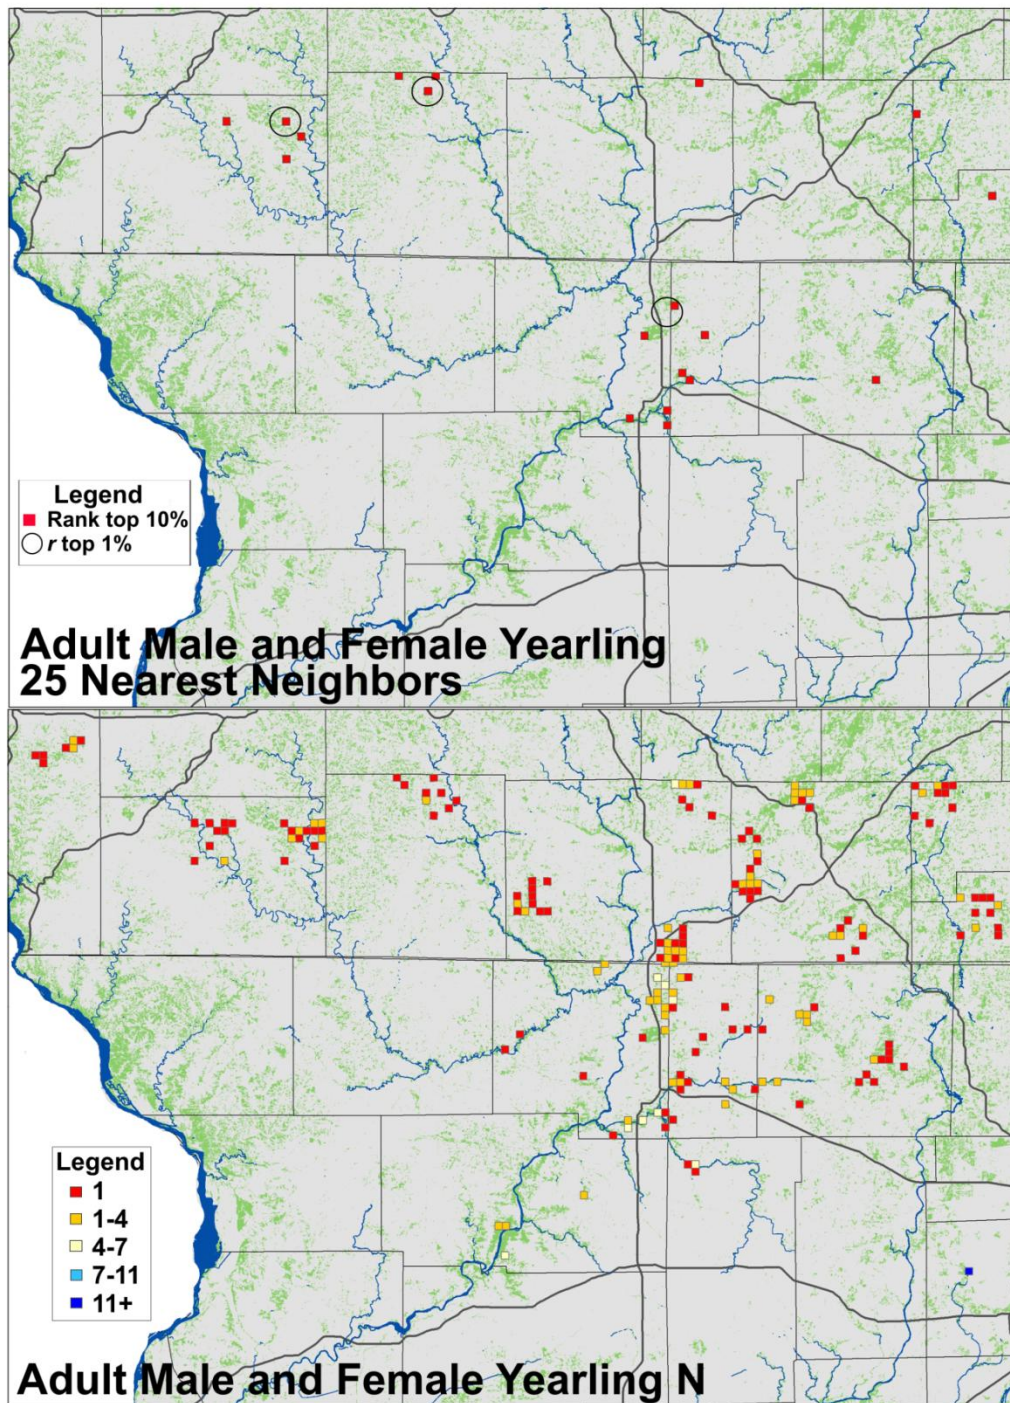 Legend
Rank top 10%
r top 1%
Adult Male and Female Yearling
25 Nearest Neighbors
Legend
1
1-4
4-7
7-11
11+
Adult Male and Female Yearling N